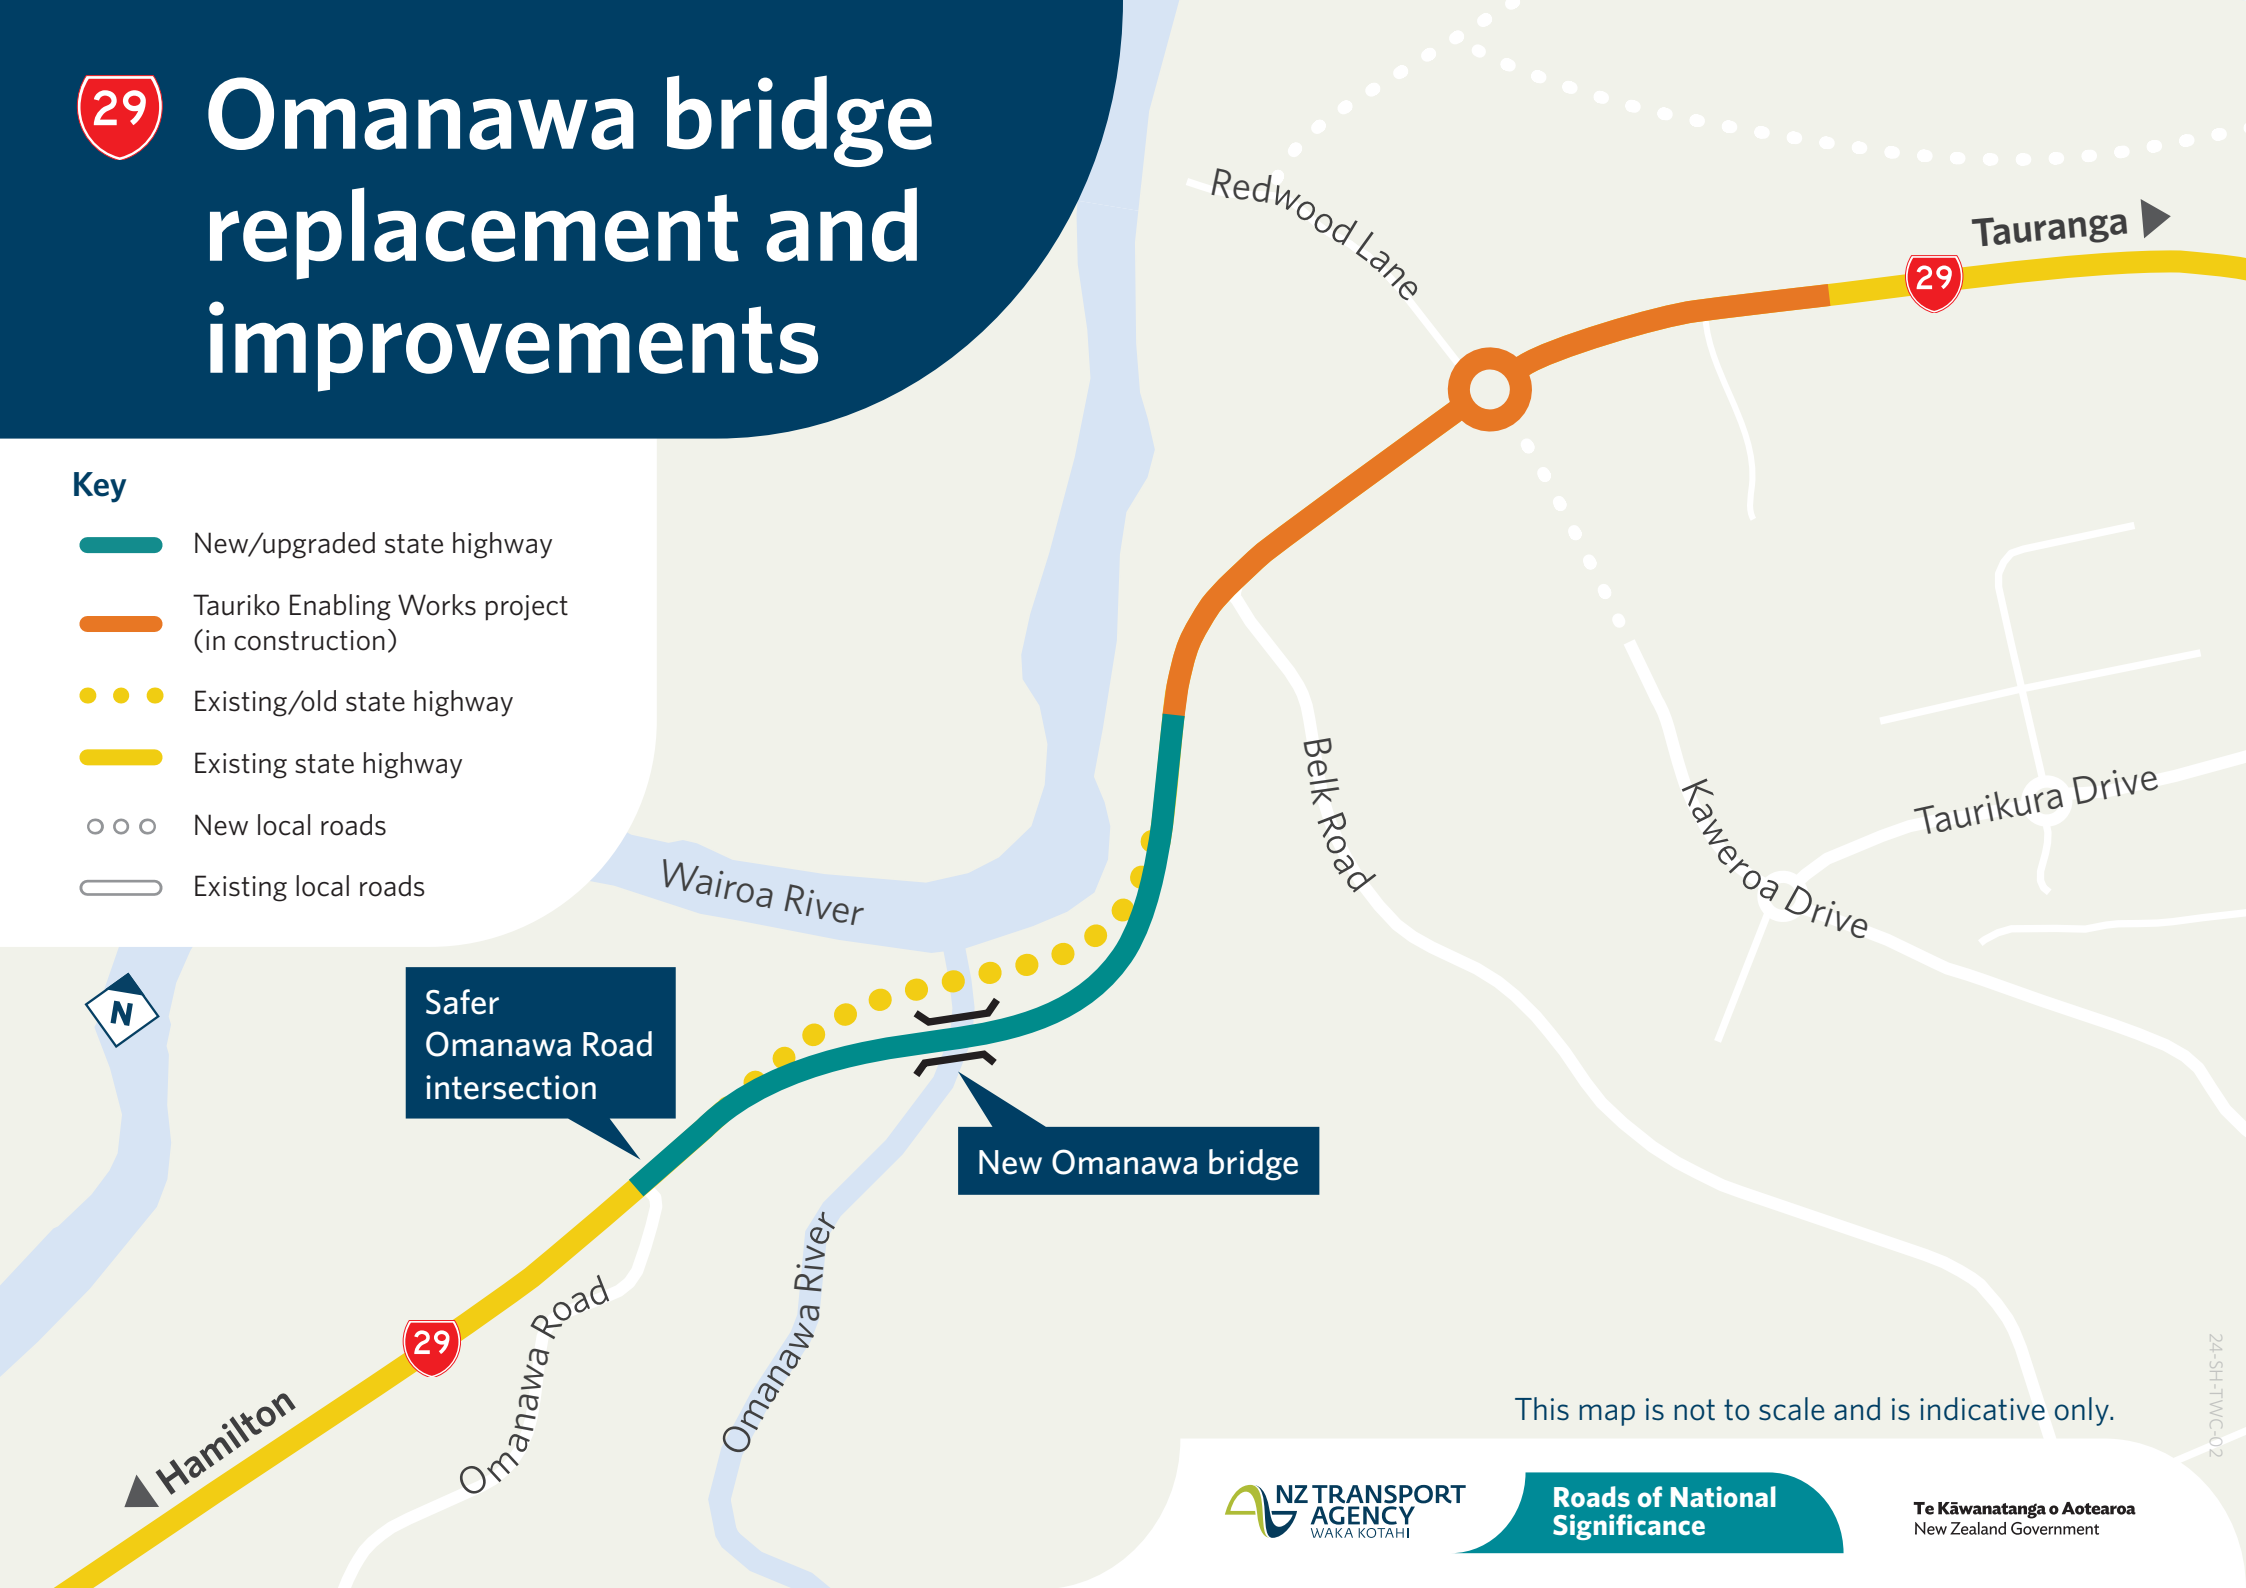 29
Omanawa bridge
replacement and
improvements
Key
New/upgraded state highway
Tauriko Enabling Works project
(in construction)
Existing/old state highway
Existing state highway
New local roads
Existing local roads
N
Redwood Lane
Tauranga
29
Belk Road
Kaweroa Drive
Taurikura Drive
Wairoa River
Safer
Omanawa Road
intersection
New Omanawa bridge
Omanawa River
Omanawa Road
29
Hamilton
This map is not to scale and is indicative only.
24-SH-TWC-02
NZ TRANSPORT
AGENCY
WAKA KOTAHI
Roads of National
Significance
Te Kāwanatanga o Aotearoa
New Zealand Government